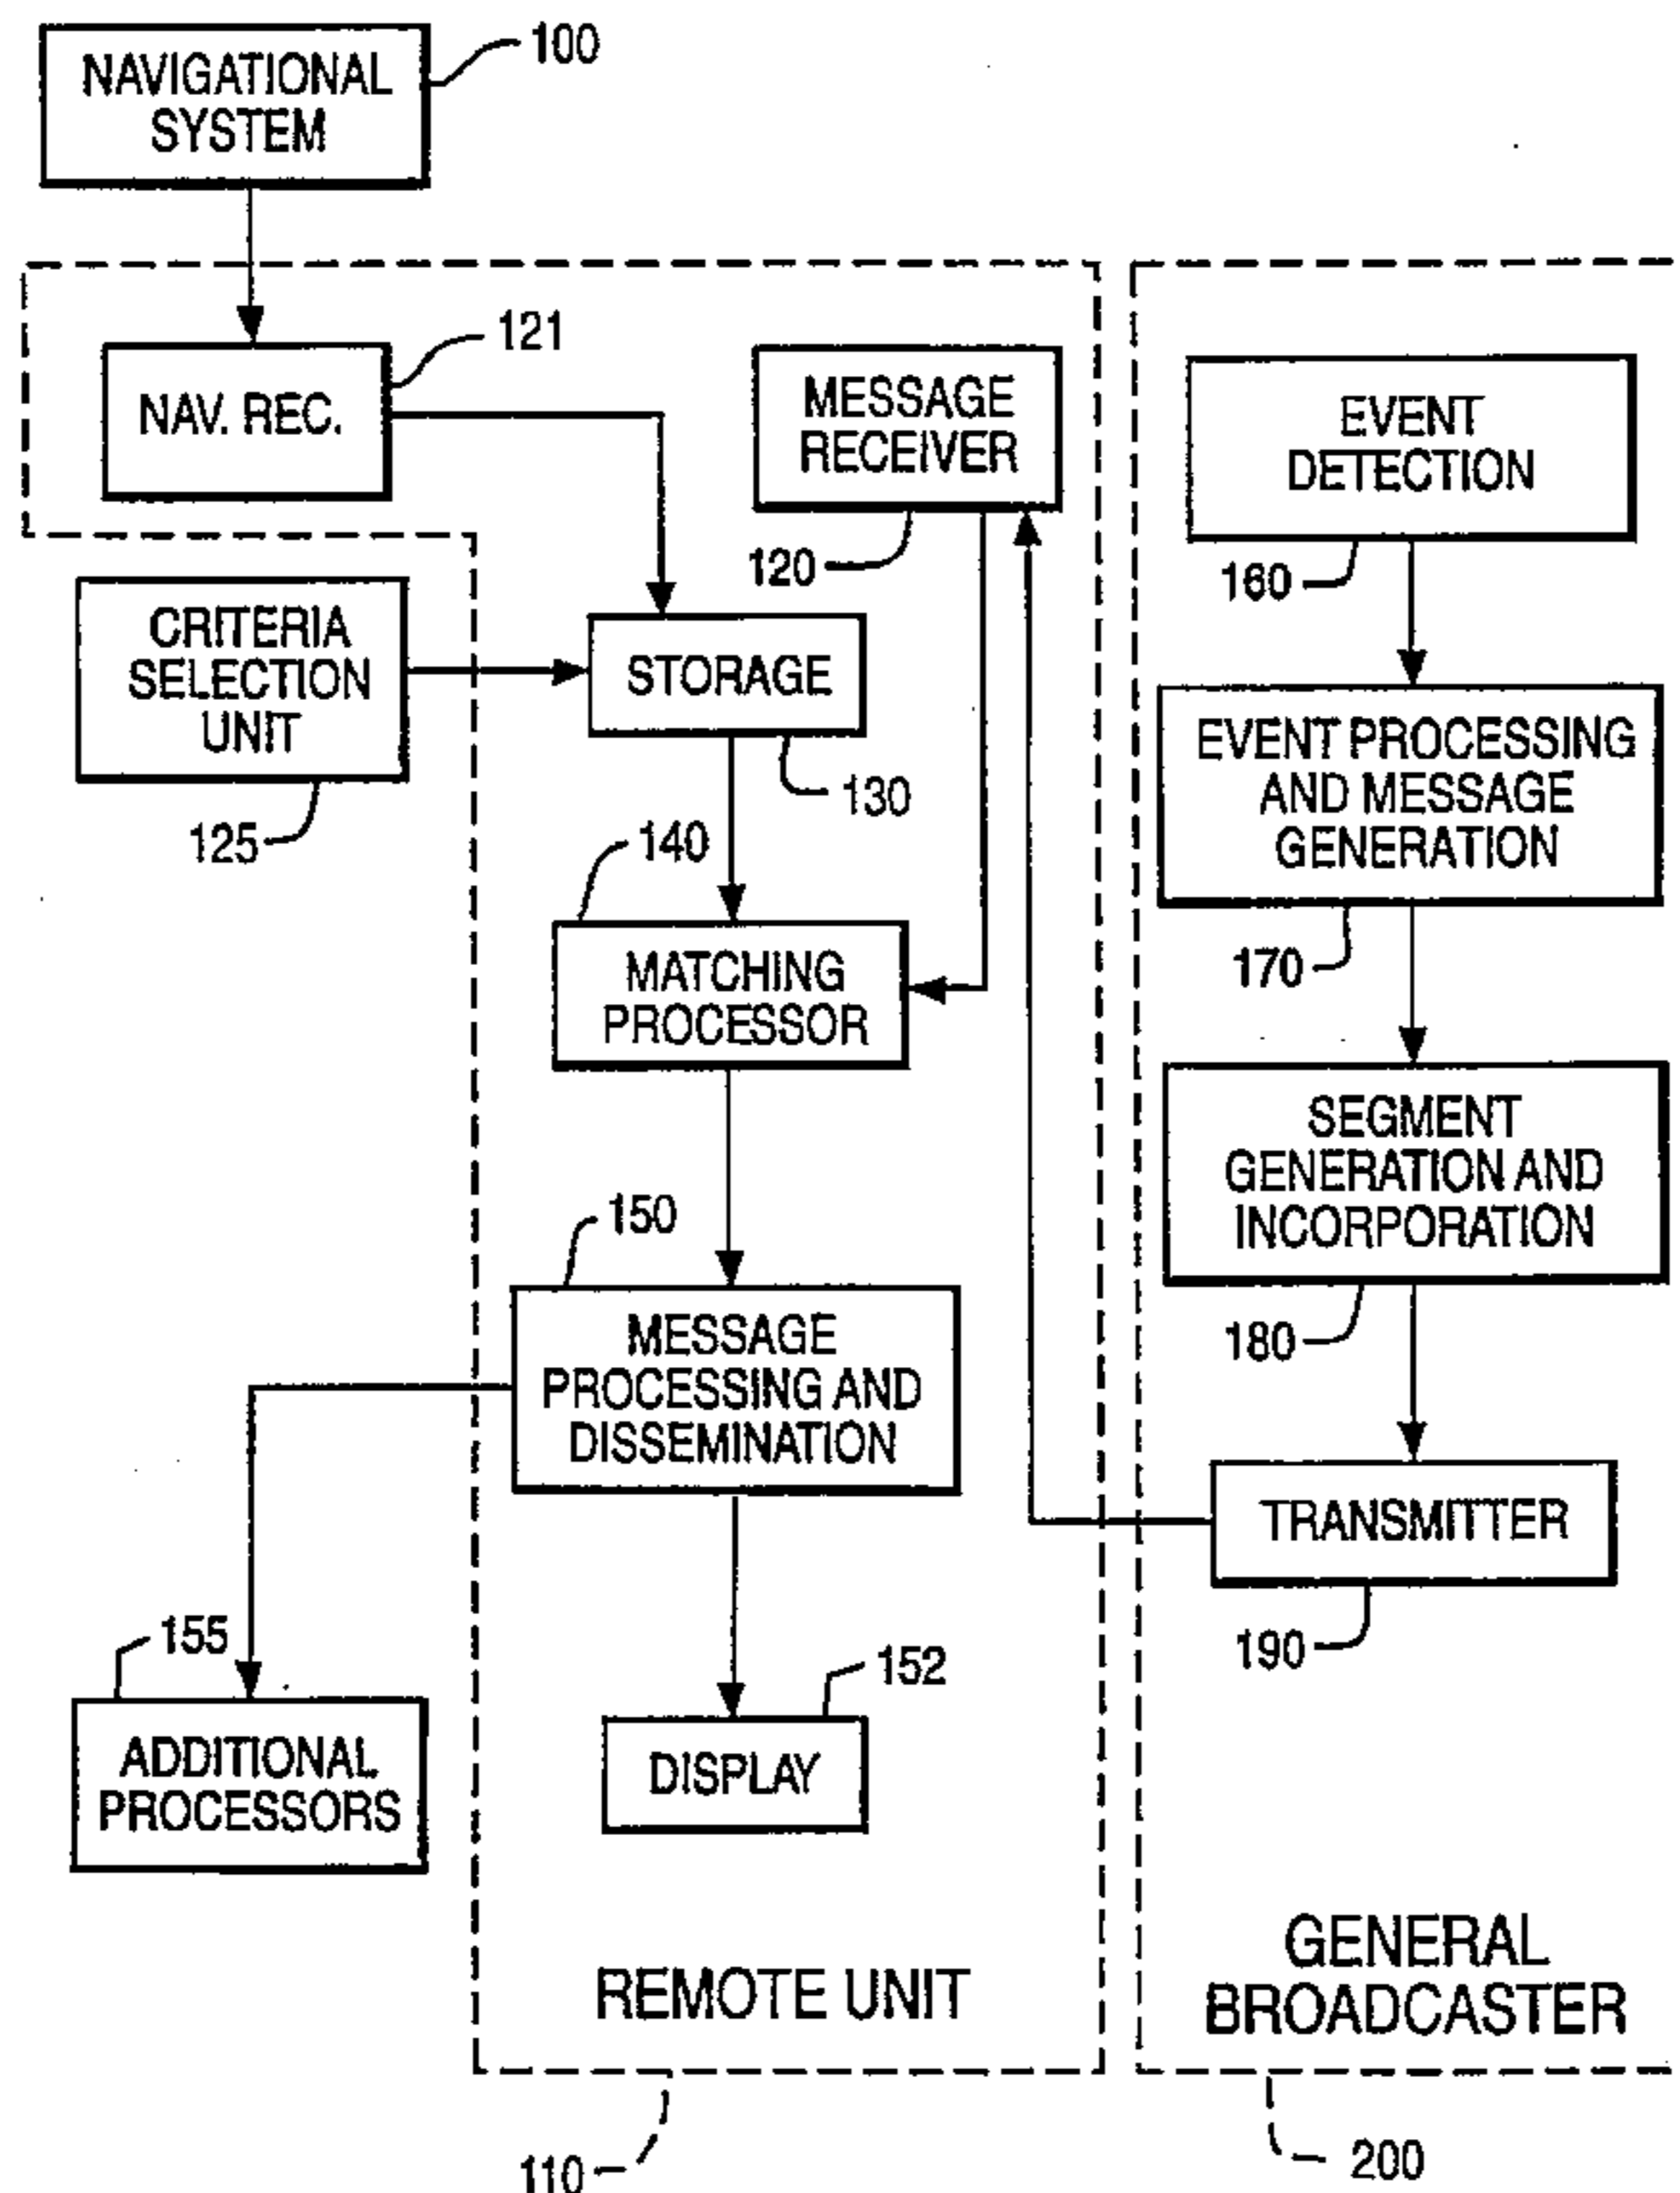 NAVIGATIONAL
SYSTEM
100
NAV. REC.
121
MESSAGE
RECEIVER
120
EVENT
DETECTION
160
CRITERIA
SELECTION
UNIT
125
STORAGE
130
EVENT PROCESSING
AND MESSAGE
GENERATION
170
140
MATCHING
PROCESSOR
SEGMENT
GENERATION AND
INCORPORATION
180
150
MESSAGE
PROCESSING AND
DISSEMINATION
TRANSMITTER
190
155
ADDITIONAL
PROCESSORS
152
DISPLAY
REMOTE UNIT
110
GENERAL
BROADCASTER
200